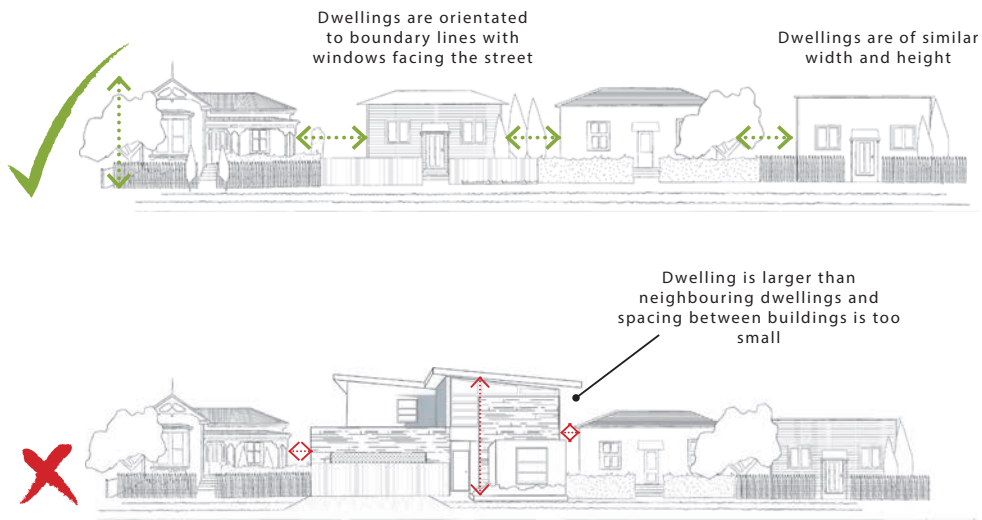 Dwellings are orientated
to boundary lines with
windows facing the street
Dwellings are of similar
width and height
Dwelling is larger than
neighbouring dwellings and
spacing between buildings is too
small